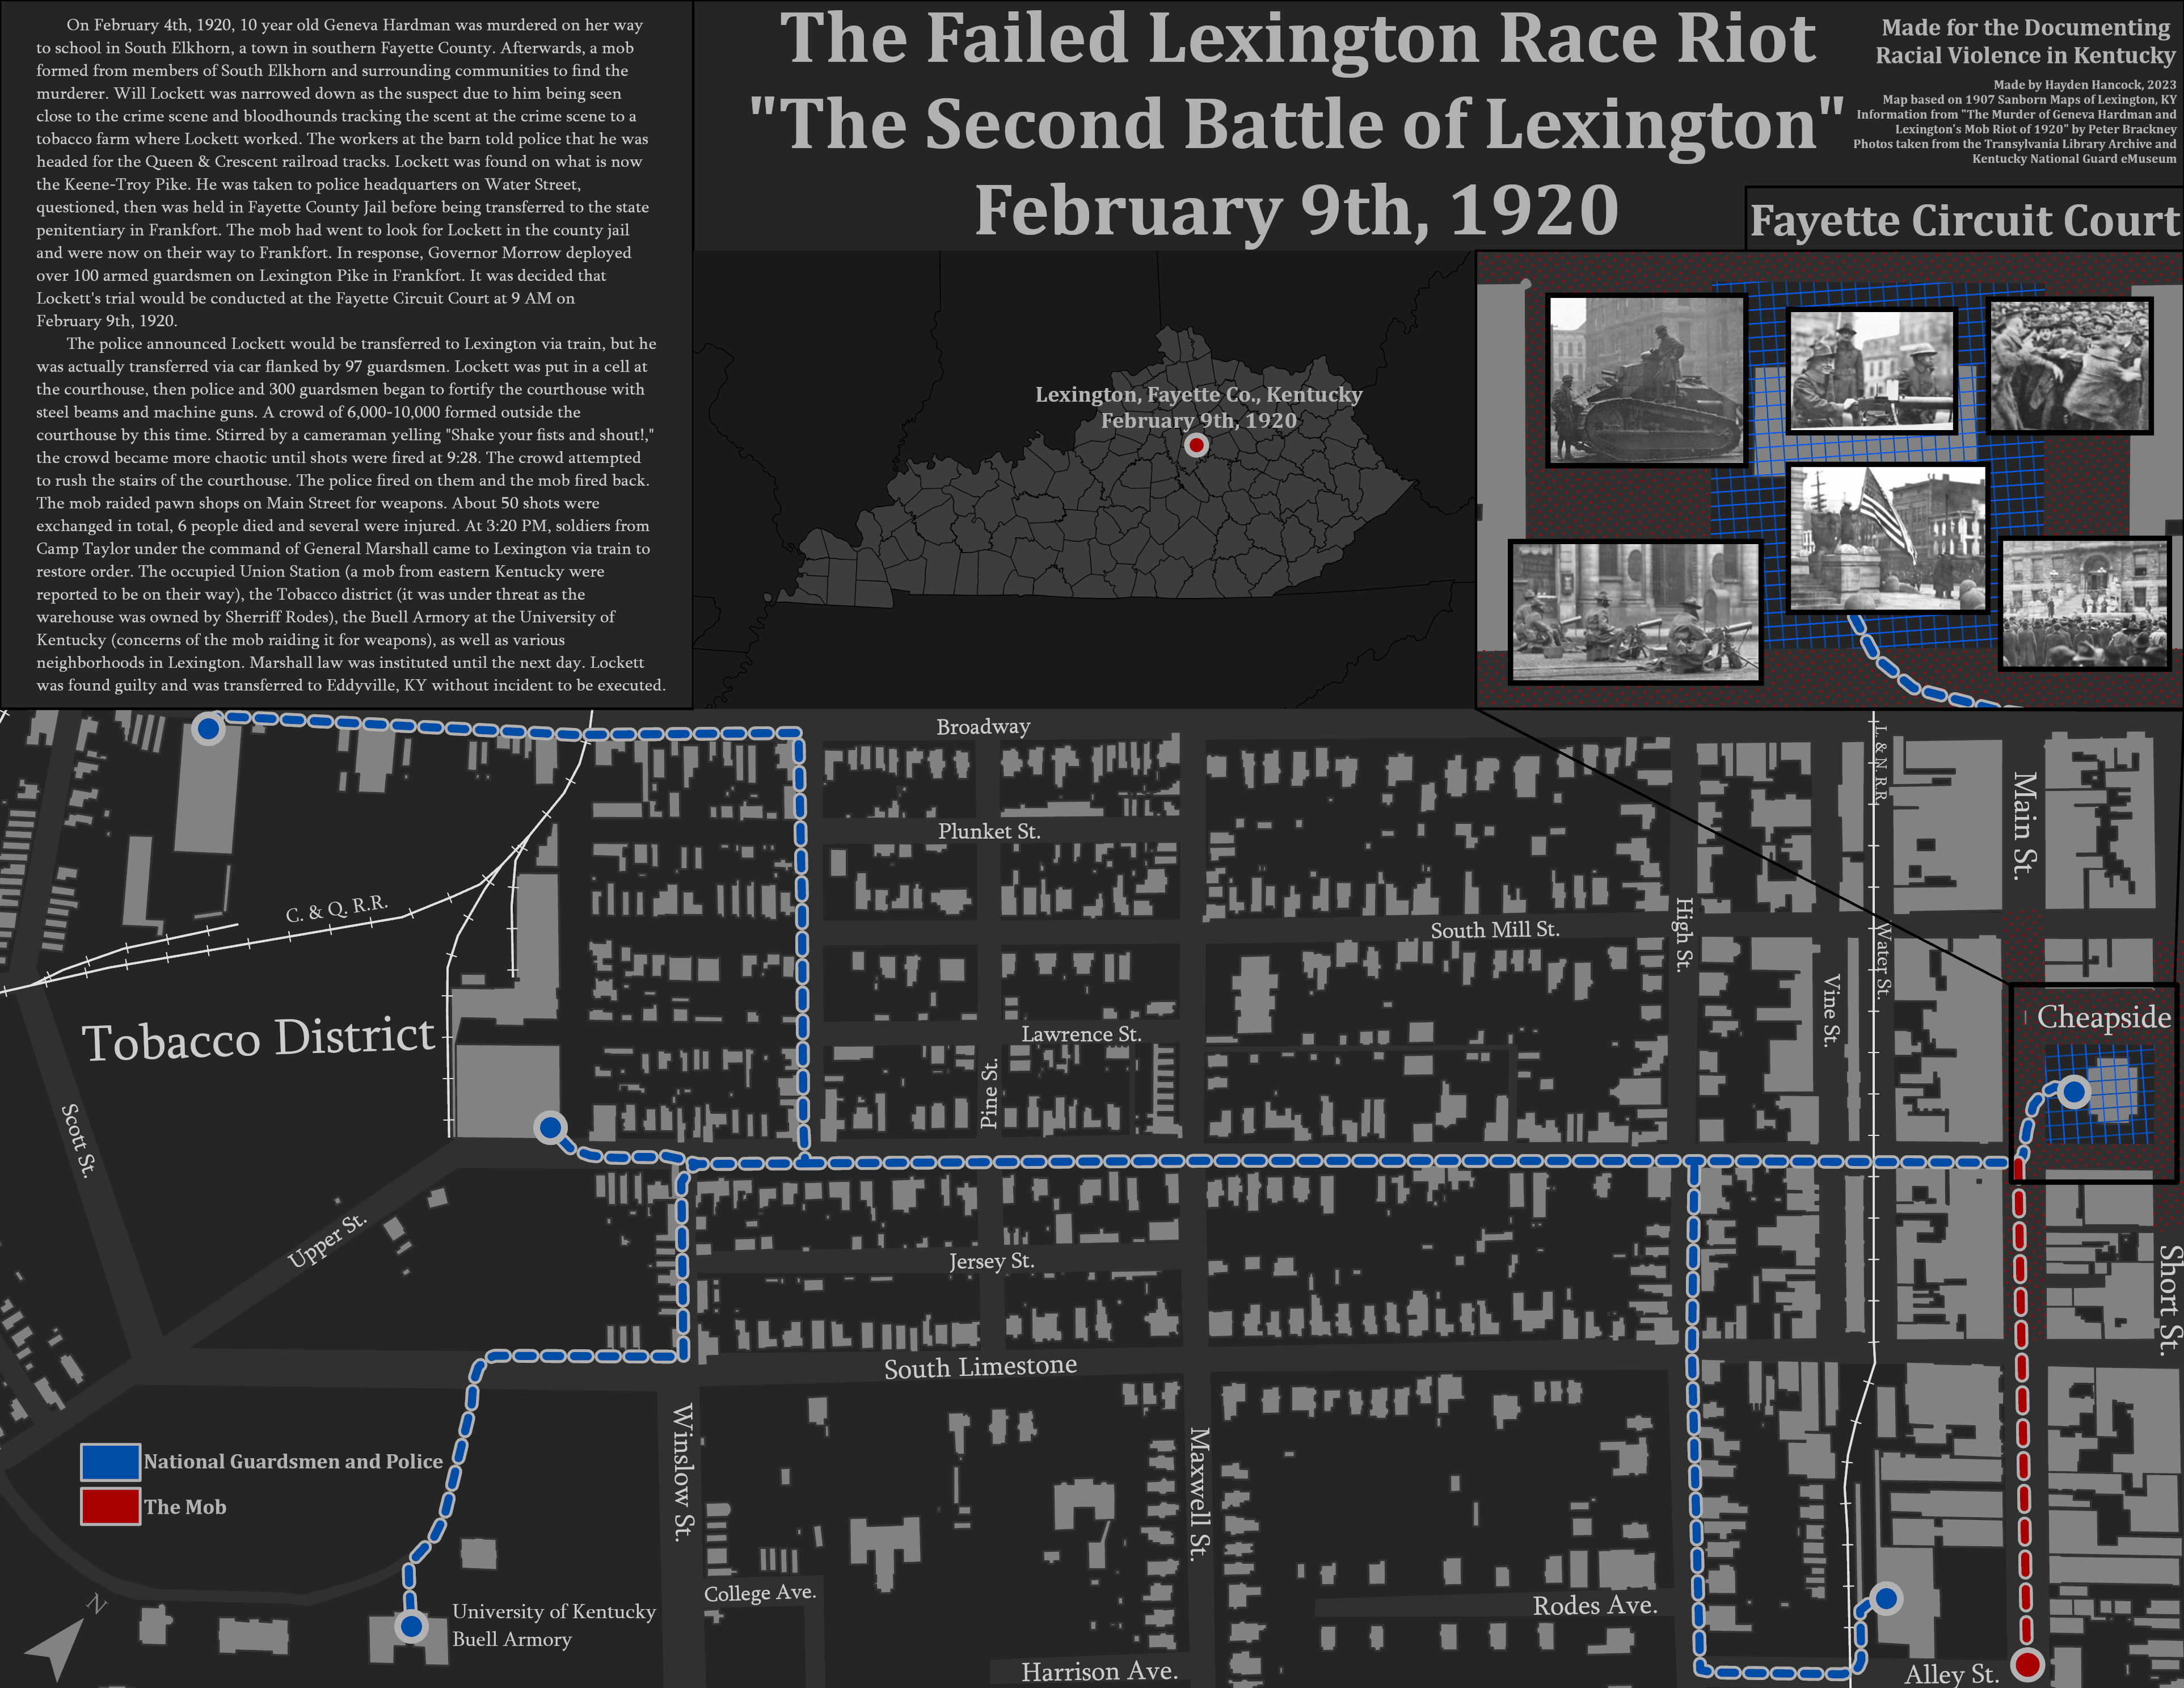 On February 4th, 1920, 10 year old Geneva Hardman was murdered on her way
to school in South Elkhorn, a town in southern Fayette County. Afterwards, a mob
formed from members of South Elkhorn and surrounding communities to find the
murderer. Will Lockett was narrowed down as the suspect due to him being seen
close to the crime scene and bloodhounds tracking the scent at the crime scene to a
tobacco farm where Lockett worked. The workers at the barn told police that he was
headed for the Queen & Crescent railroad tracks. Lockett was found on what is now
the Keene-Troy Pike. He was taken to police headquarters on Water Street,
questioned, then was held in Fayette County Jail before being transferred to the state
penitentiary in Frankfort. The mob had went to look for Lockett in the county jail
and were now on their way to Frankfort. In response, Governor Morrow deployed
over 100 armed guardsmen on Lexington Pike in Frankfort. It was decided that
Lockett's trial would be conducted at the Fayette Circuit Court at 9 AM on
February 9th, 1920.
The police announced Lockett would be transferred to Lexington via train, but he
was actually transferred via car flanked by 97 guardsmen. Lockett was put in a cell at
the courthouse, then police and 300 guardsmen began to fortify the courthouse with
steel beams and machine guns. A crowd of 6,000-10,000 formed outside the
courthouse by this time. Stirred by a cameraman yelling "Shake your fists and shout!,"
the crowd became more chaotic until shots were fired at 9:28. The crowd attempted
to rush the stairs of the courthouse. The police fired on them and the mob fired back.
The mob raided pawn shops on Main Street for weapons. About 50 shots were
exchanged in total, 6 people died and several were injured. At 3:20 PM, soldiers from
Camp Taylor under the command of General Marshall came to Lexington via train to
restore order. The occupied Union Station (a mob from eastern Kentucky were
reported to be on their way), the Tobacco district (it was under threat as the
warehouse was owned by Sherriff Rodes), the Buell Armory at the University of
Kentucky (concerns of the mob raiding it for weapons), as well as various
neighborhoods in Lexington. Marshall law was instituted until the next day. Lockett
was found guilty and was transferred to Eddyville, KY without incident to be executed.
The Failed Lexington Race Riot
"The Second Battle of Lexington"
February 9th, 1920
Made for the Documenting
Racial Violence in Kentucky
Made by Hayden Hancock, 2023
Map based on 1907 Sanborn Maps of Lexington, KY
Information from "The Murder of Geneva Hardman and
Lexington's Mob Riot of 1920" by Peter Brackney
Photos taken from the Transylvania Library Archive and
Kentucky National Guard eMuseum
Fayette Circuit Court
Lexington, Fayette Co., Kentucky
February 9th, 1920
Broadway
L. & N. R.R.
Main St.
Plunket St.
C. & Q. R.R.
South Mill St.
High St.
Water St.
Vine St.
Cheapside
Tobacco District
Lawrence St.
Pine St.
Scott St.
Upper St.
Jersey St.
Short St.
South Limestone
Winslow St.
Maxwell St.
National Guardsmen and Police
The Mob
College Ave.
Rodes Ave.
N
University of Kentucky
Buell Armory
Harrison Ave.
Alley St.